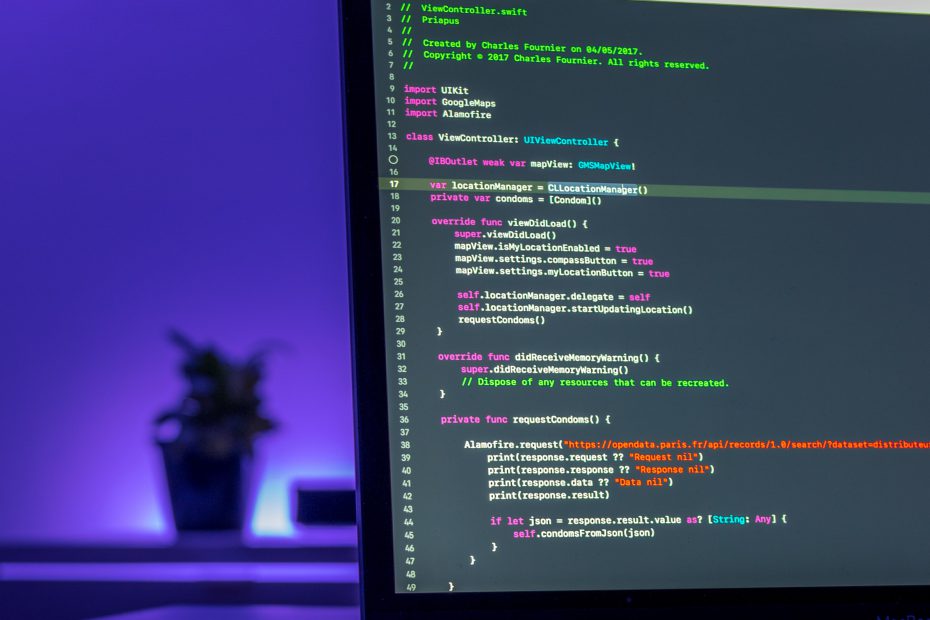 2 // ViewController.swift
3 // Priapus
4 //
5 // Created by Charles Fournier on 04/05/2017.
6 // Copyright © 2017 Charles Fournier. All rights reserved.
7 //
8
9 import UIKit
10 import GoogleMaps
11 import Alamofire
12
13 class ViewController: UIViewController {
14
@IBOutlet weak var mapView: GMSMapView!
16
17 var locationManager = CLLocationManager()
18 private var condoms = [Condom]()
19
20 override func viewDidLoad() {
21 super.viewDidLoad()
22 mapView.isMyLocationEnabled = true
23 mapView.settings.compassButton = true
24 mapView.settings.myLocationButton = true
25
26 self.locationManager.delegate = self
27 self.locationManager.startUpdatingLocation()
28 requestCondoms()
29 }
30
31 override func didReceiveMemoryWarning() {
32 super.didReceiveMemoryWarning()
33 // Dispose of any resources that can be recreated.
34 }
35
36 private func requestCondoms() {
37
38 Alamofire.request("https://opendata.paris.fr/api/records/1.0/search/?dataset=distributeu
39 print(response.request ?? "Request nil")
40 print(response.response ?? "Response nil")
41 print(response.data ?? "Data nil")
42 print(response.result)
43
44 if let json = response.result.value as? [String: Any] {
45 self.condomsFromJson(json)
46 }
47 }
48
49 }